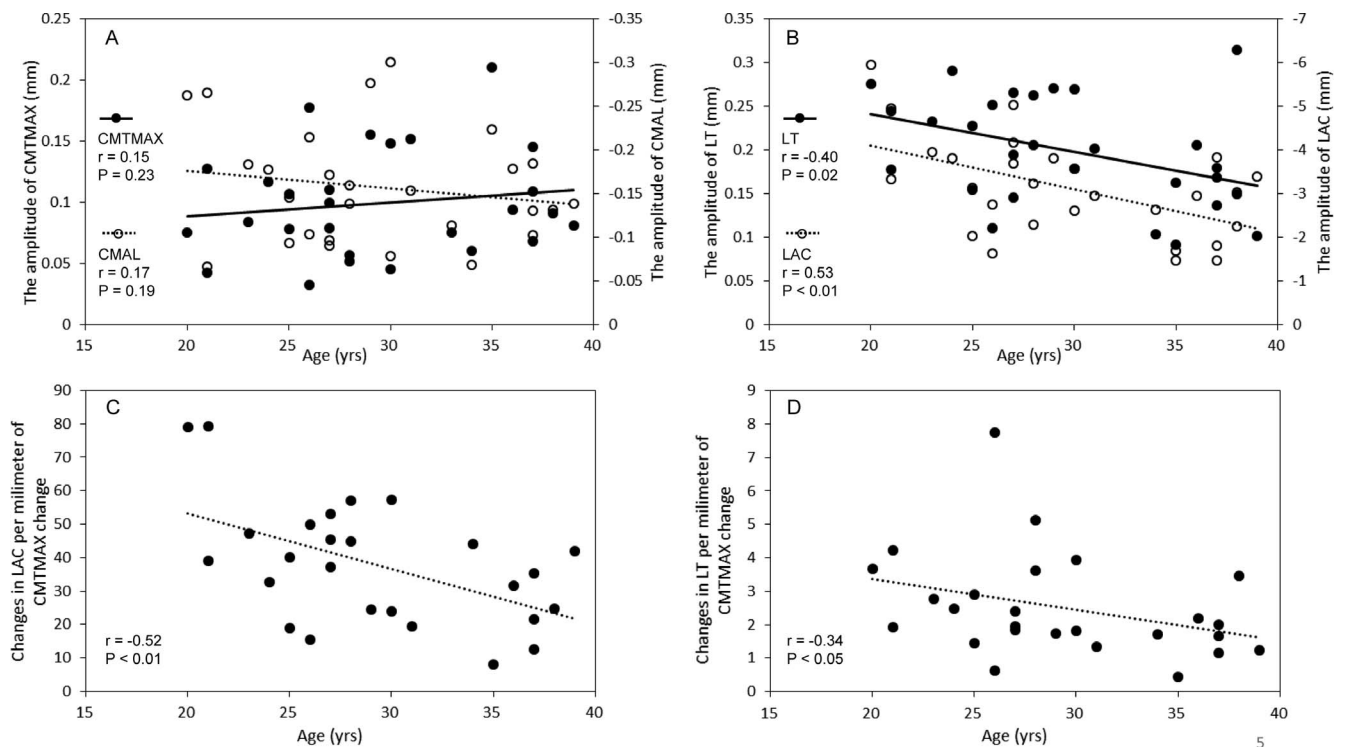 A
The amplitude of CMTMAX (mm)
0.25
0.2
0.15
0.1
0.05
0
CMTMAX
r = 0.15
P = 0.23
CMAL
r = 0.17
P = 0.19
-0.35
-0.3
-0.25
-0.2
-0.15
-0.1
-0.05
0
The amplitude of CMAL (mm)
15 20 25 30 35 40
Age (yrs)
B
The amplitude of LT (mm)
0.35
0.3
0.25
0.2
0.15
0.1
0.05
0
LT
r = -0.40
P = 0.02
LAC
r = 0.53
P < 0.01
-7
-6
-5
-4
-3
-2
-1
0
The amplitude of LAC (mm)
15 20 25 30 35 40
Age (yrs)
C
Changes in LAC per milimeter of
CMTMAX change
90
80
70
60
50
40
30
20
10
0
r = -0.52
P < 0.01
15 20 25 30 35 40
Age (yrs)
D
Changes in LT per milimeter of
CMTMAX change
9
8
7
6
5
4
3
2
1
0
r = -0.34
P < 0.05
15 20 25 30 35 40
Age (yrs)
5